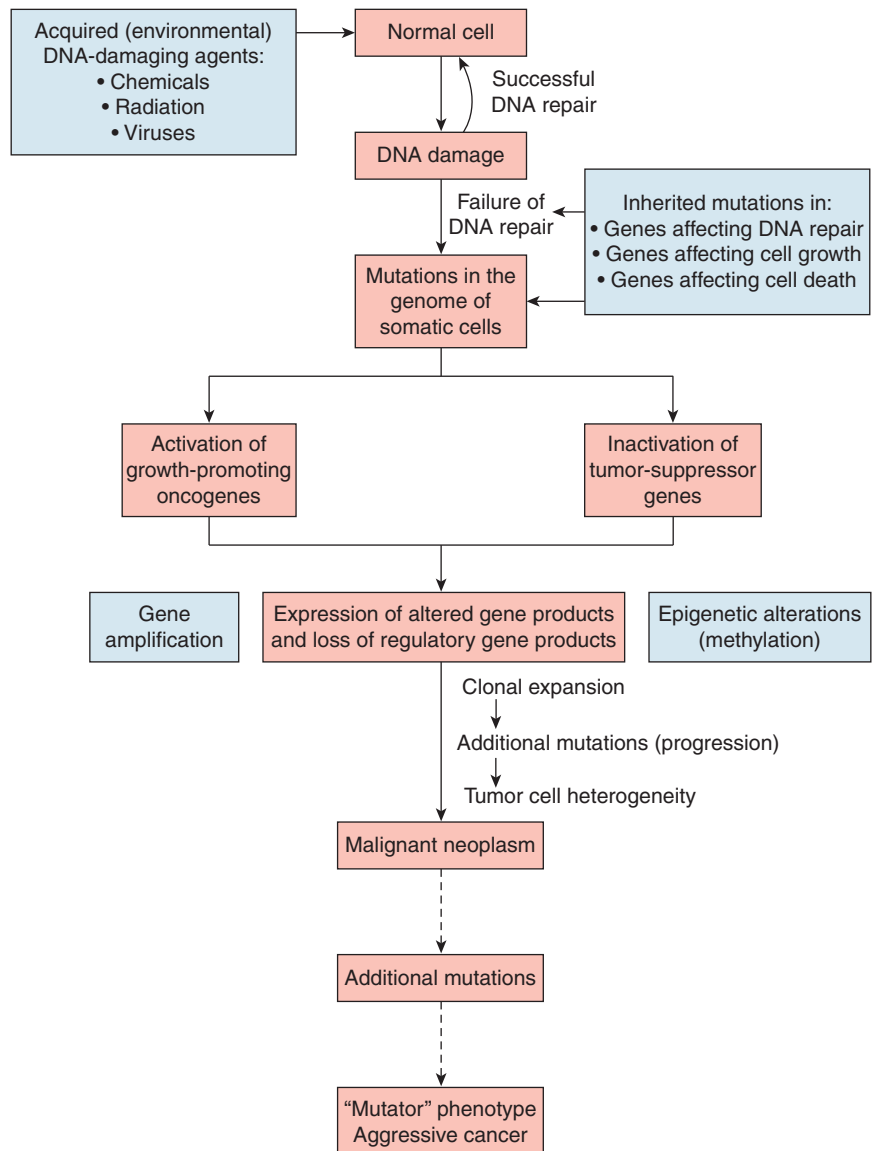 Acquired (environmental)
DNA-damaging agents:
• Chemicals
• Radiation
• Viruses
Normal cell
Successful
DNA repair
DNA damage
Failure of
DNA repair
Inherited mutations in:
• Genes affecting DNA repair
• Genes affecting cell growth
• Genes affecting cell death
Mutations in the
genome of
somatic cells
Activation of
growth-promoting
oncogenes
Inactivation of
tumor-suppressor
genes
Gene
amplification
Expression of altered gene products
and loss of regulatory gene products
Epigenetic alterations
(methylation)
Clonal expansion
Additional mutations (progression)
Tumor cell heterogeneity
Malignant neoplasm
Additional mutations
“Mutator” phenotype
Aggressive cancer